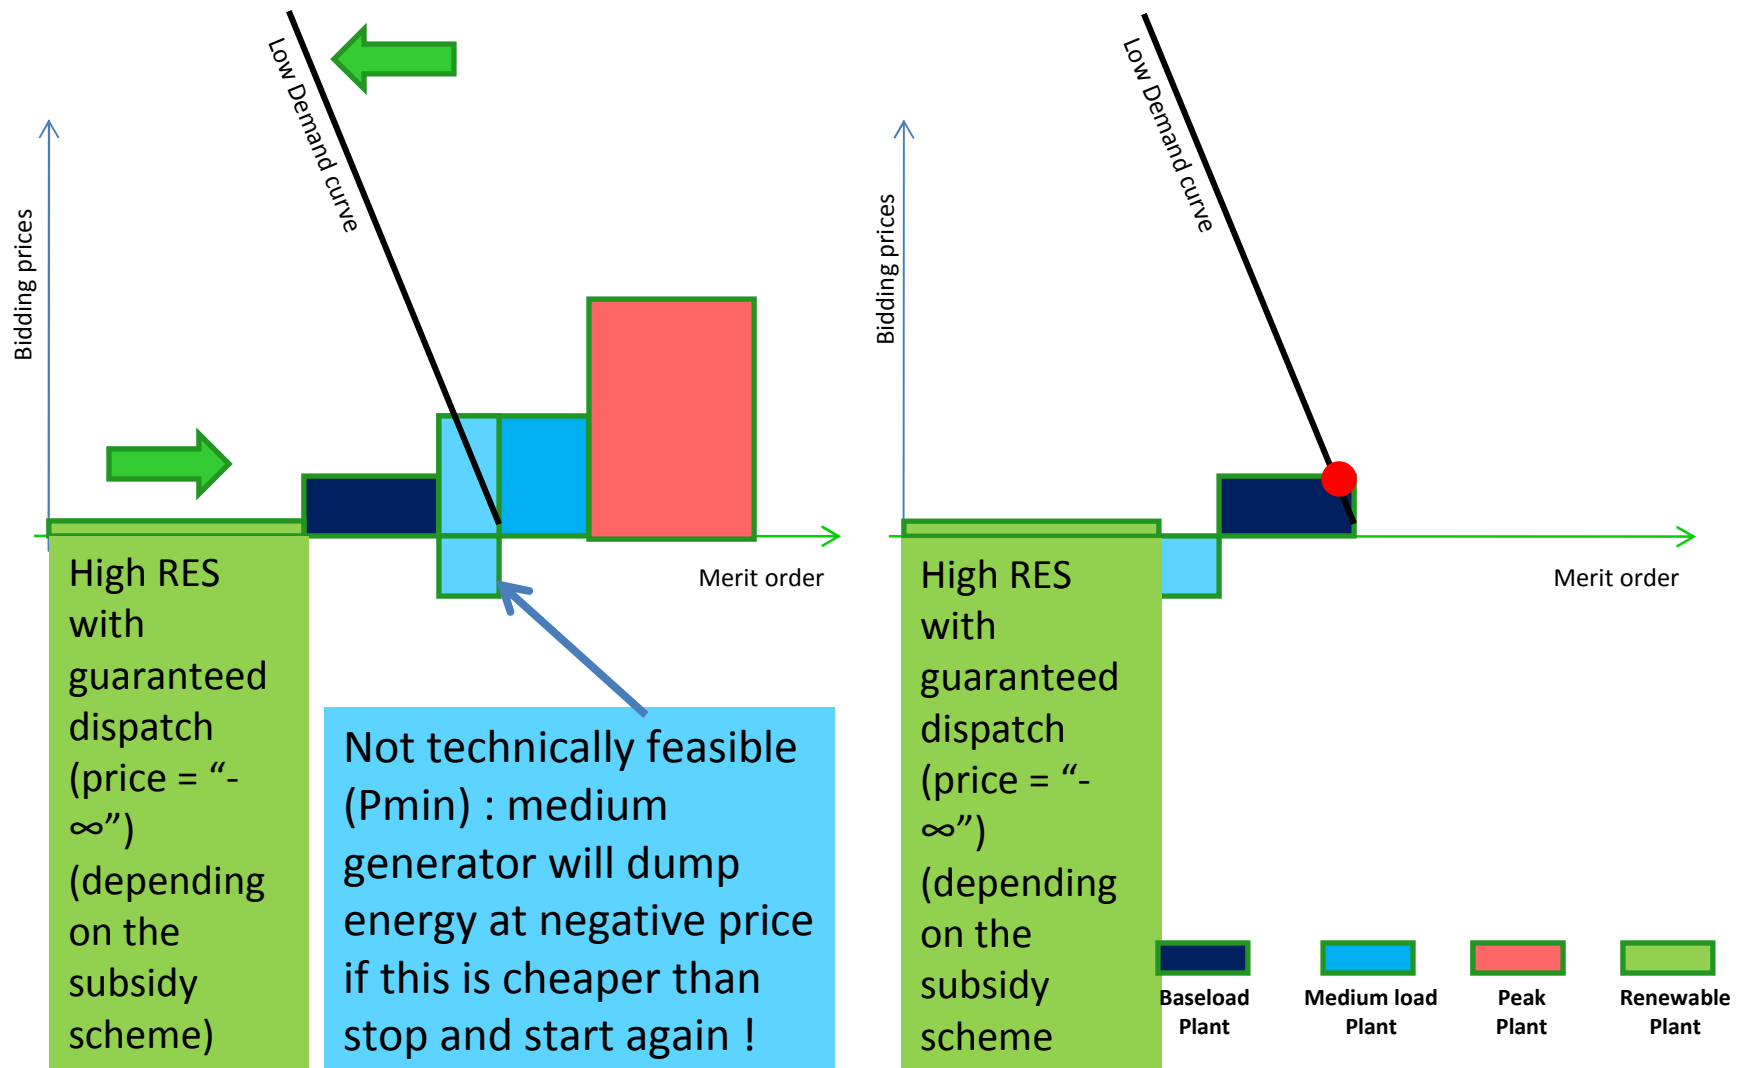 Low Demand curve
Bidding prices
Merit order
High RES
with
guaranteed
dispatch
(price = “-
∞”)
(depending
on the
subsidy
scheme)
Not technically feasible
(Pmin) : medium
generator will dump
energy at negative price
if this is cheaper than
stop and start again !
Low Demand curve
Bidding prices
Merit order
High RES
with
guaranteed
dispatch
(price = “-
∞”)
(depending
on the
subsidy
scheme
Baseload
Plant
Medium load
Plant
Peak
Plant
Renewable
Plant